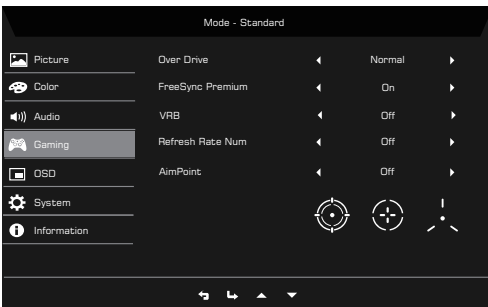 Mode - Standard
Picture
Over Drive Normal
Color
FreeSync Premium On
Audio
VRB Off
Gaming
Refresh Rate Num Off
OSD
AimPoint Off
System
Information